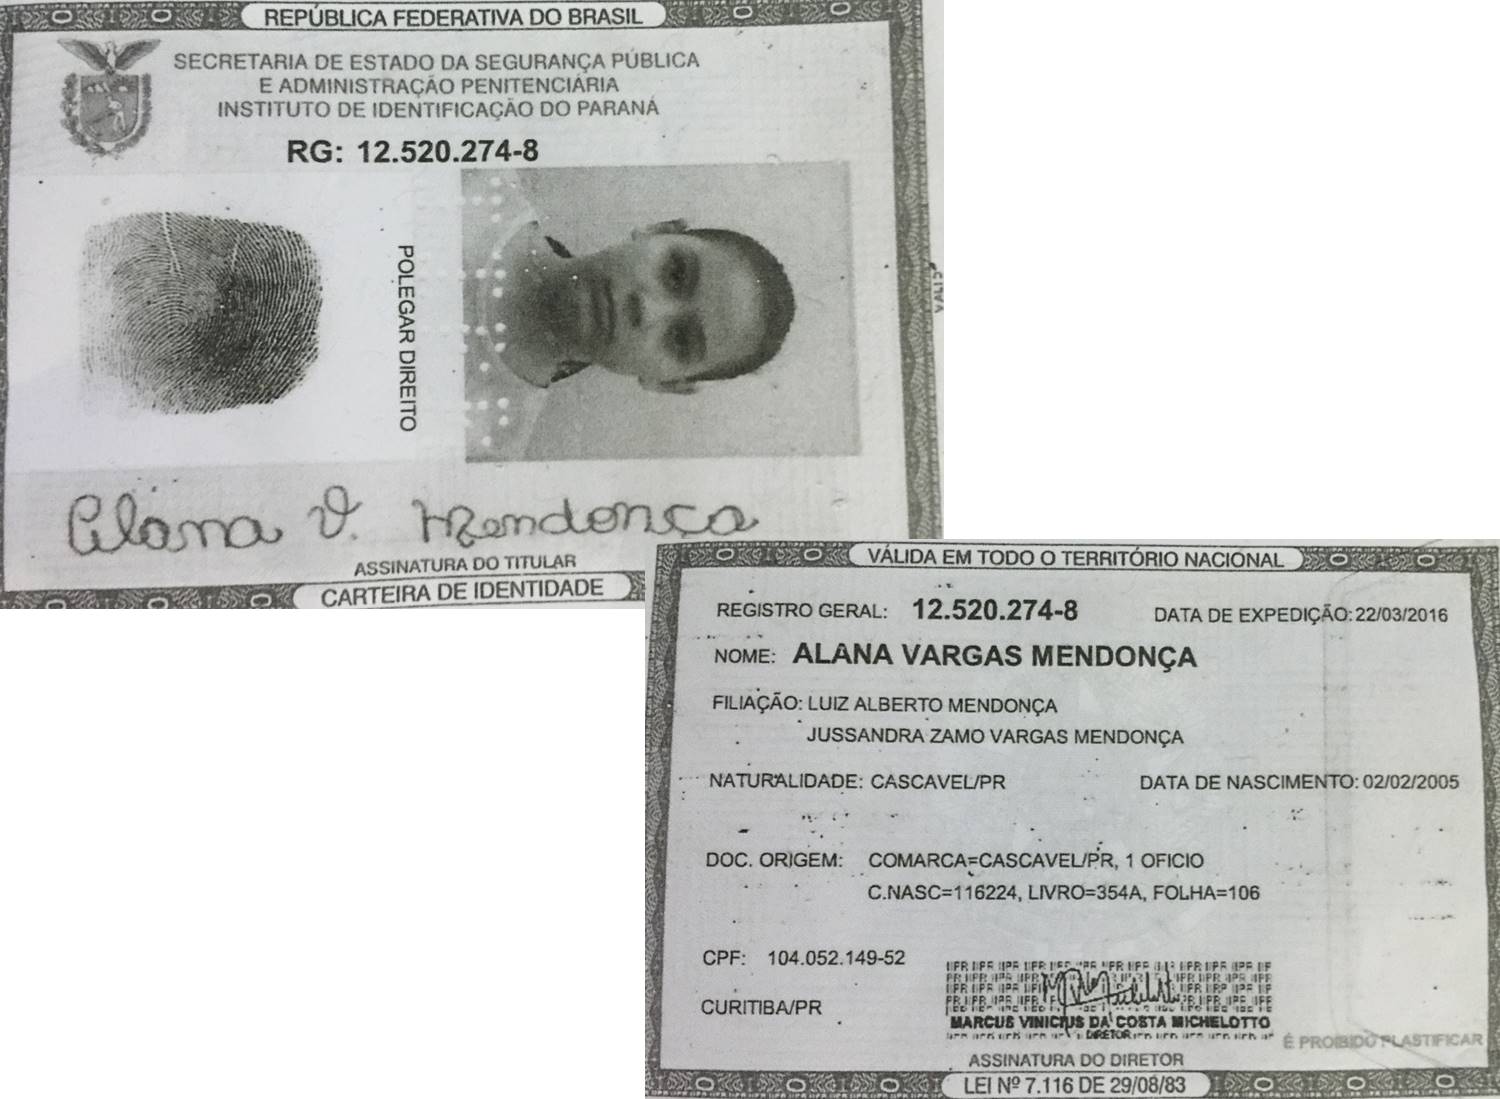 REPÚBLICA FEDERATIVA DO BRASIL
SECRETARIA DE ESTADO DA SEGURANÇA PÚBLICA
E ADMINISTRAÇÃO PENITENCIÁRIA
INSTITUTO DE IDENTIFICAÇÃO DO PARANÁ
RG: 12.520.274-8
POLEGAR DIREITO
Alana V. Mendonça
ASSINATURA DO TITULAR
CARTEIRA DE IDENTIDADE
VÁLIDA EM TODO O TERRITÓRIO NACIONAL
REGISTRO GERAL: 12.520.274-8 DATA DE EXPEDIÇÃO: 22/03/2016
NOME: ALANA VARGAS MENDONÇA
FILIAÇÃO: LUIZ ALBERTO MENDONÇA
JUSSANDRA ZAMO VARGAS MENDONÇA
NATURALIDADE: CASCAVEL/PR DATA DE NASCIMENTO: 02/02/2005
DOC. ORIGEM: COMARCA=CASCAVEL/PR, 1 OFICIO
C.NASC=116224, LIVRO=354A, FOLHA=106
CPF: 104.052.149-52
CURITIBA/PR
MARCUS VINICIUS DA COSTA MICHELOTTO
DIRETOR
É PROIBIDO PLASTIFICAR
ASSINATURA DO DIRETOR
LEI Nº 7.116 DE 29/08/83